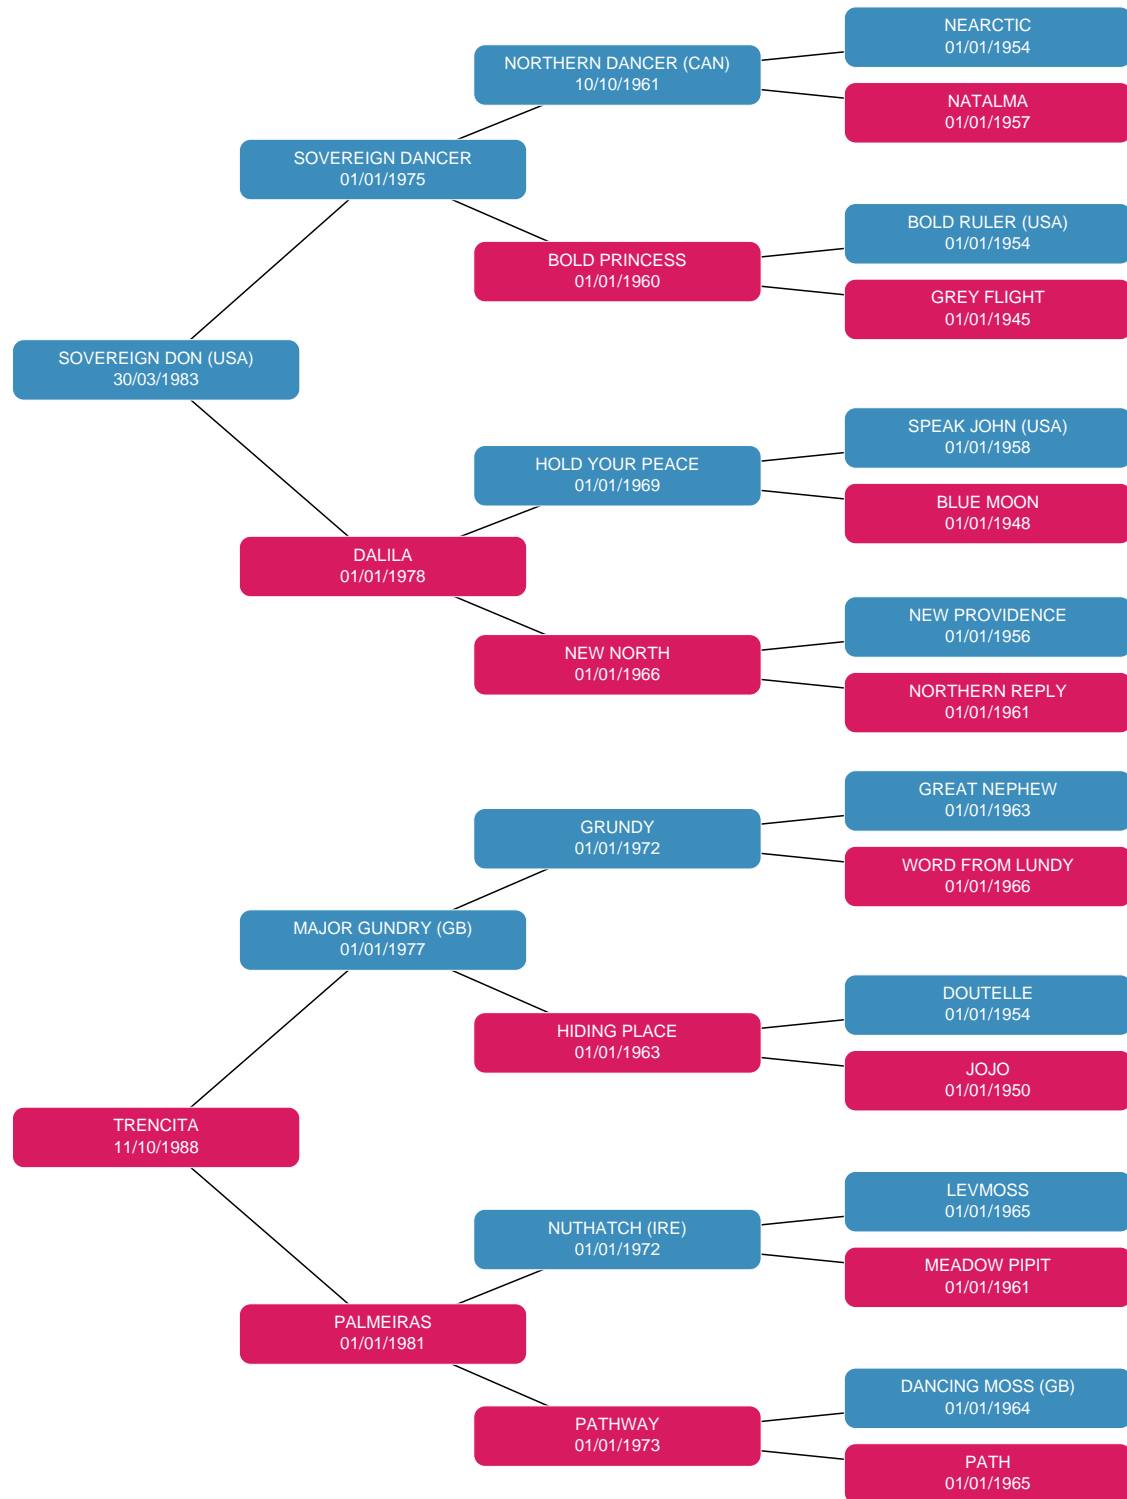 NEARCTIC
01/01/1954
NORTHERN DANCER (CAN)
10/10/1961
NATALMA
01/01/1957
SOVEREIGN DANCER
01/01/1975
BOLD RULER (USA)
01/01/1954
BOLD PRINCESS
01/01/1960
GREY FLIGHT
01/01/1945
SOVEREIGN DON (USA)
30/03/1983
SPEAK JOHN (USA)
01/01/1958
HOLD YOUR PEACE
01/01/1969
BLUE MOON
01/01/1948
DALILA
01/01/1978
NEW PROVIDENCE
01/01/1956
NEW NORTH
01/01/1966
NORTHERN REPLY
01/01/1961
GREAT NEPHEW
01/01/1963
GRUNDY
01/01/1972
WORD FROM LUNDY
01/01/1966
MAJOR GUNDRY (GB)
01/01/1977
DOUTELLE
01/01/1954
HIDING PLACE
01/01/1963
JOJO
01/01/1950
TRENCITA
11/10/1988
LEVMOSS
01/01/1965
NUTHATCH (IRE)
01/01/1972
MEADOW PIPIT
01/01/1961
PALMEIRAS
01/01/1981
DANCING MOSS (GB)
01/01/1964
PATHWAY
01/01/1973
PATH
01/01/1965